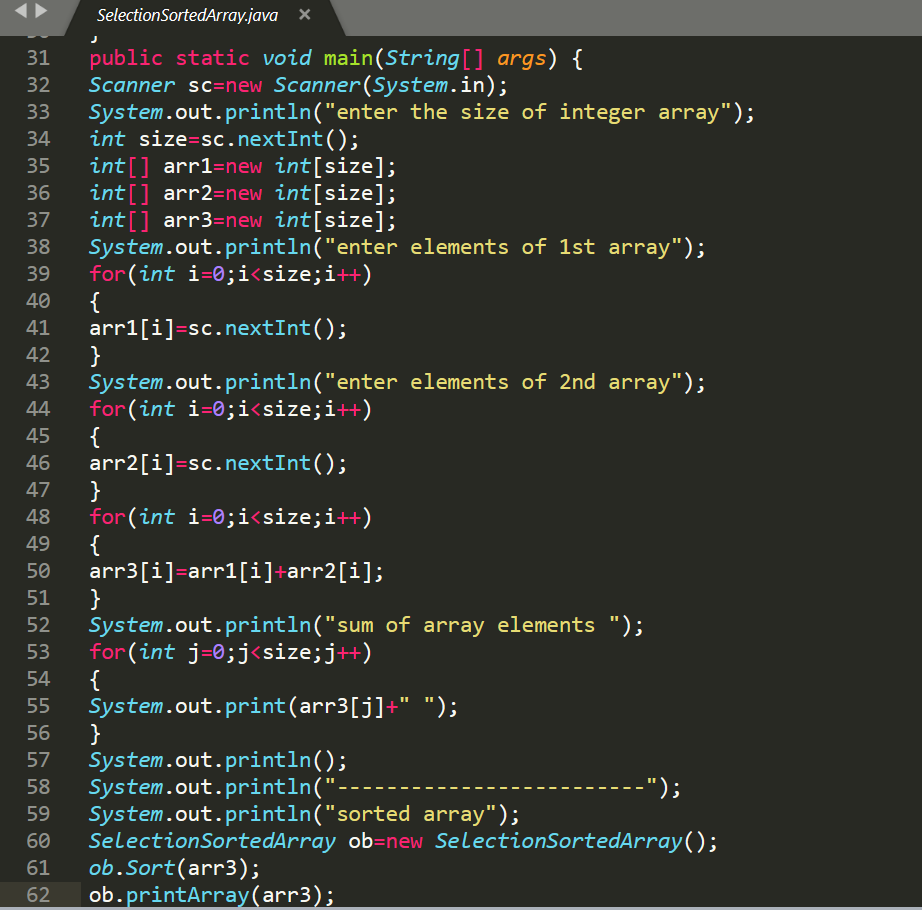 SelectionSortedArray.java ×
30 }
31 public static void main(String[] args) {
32 Scanner sc=new Scanner(System.in);
33 System.out.println("enter the size of integer array");
34 int size=sc.nextInt();
35 int[] arr1=new int[size];
36 int[] arr2=new int[size];
37 int[] arr3=new int[size];
38 System.out.println("enter elements of 1st array");
39 for(int i=0;i<size;i++)
40 {
41 arr1[i]=sc.nextInt();
42 }
43 System.out.println("enter elements of 2nd array");
44 for(int i=0;i<size;i++)
45 {
46 arr2[i]=sc.nextInt();
47 }
48 for(int i=0;i<size;i++)
49 {
50 arr3[i]=arr1[i]+arr2[i];
51 }
52 System.out.println("sum of array elements ");
53 for(int j=0;j<size;j++)
54 {
55 System.out.print(arr3[j]+" ");
56 }
57 System.out.println();
58 System.out.println("-------------------------");
59 System.out.println("sorted array");
60 SelectionSortedArray ob=new SelectionSortedArray();
61 ob.Sort(arr3);
62 ob.printArray(arr3);